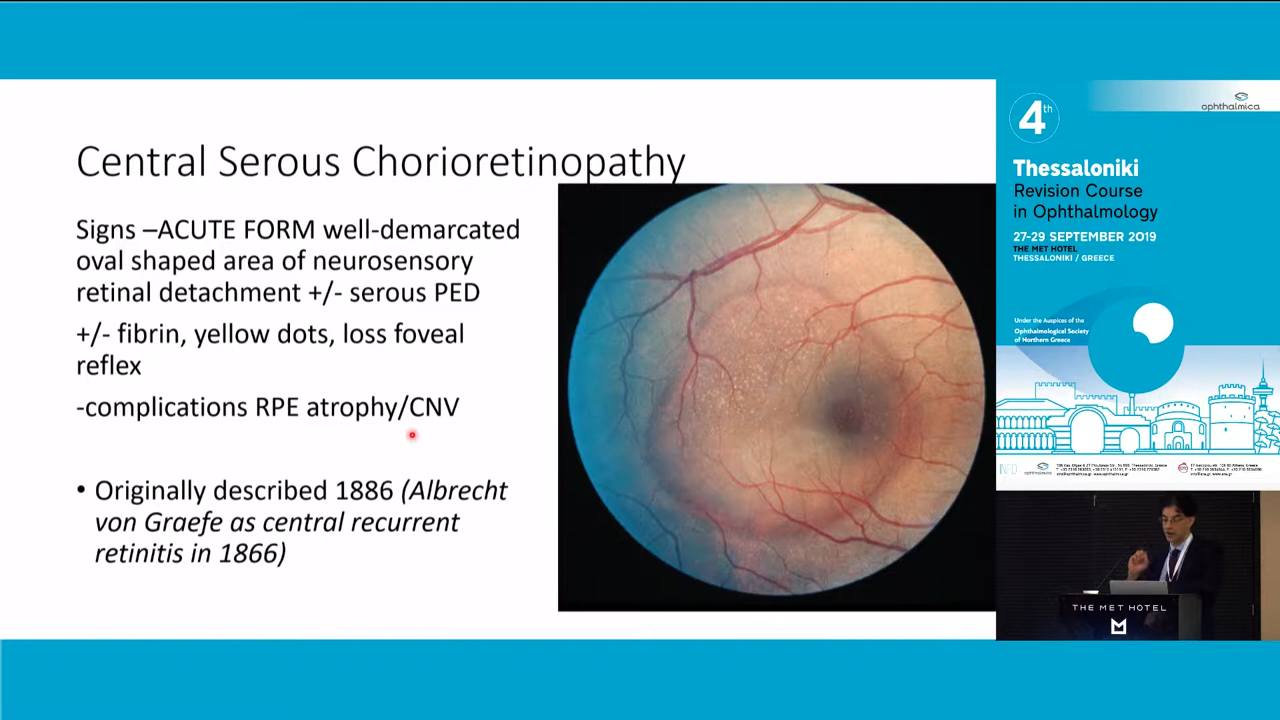 Central Serous Chorioretinopathy
Signs –ACUTE FORM well-demarcated
oval shaped area of neurosensory
retinal detachment +/- serous PED
+/- fibrin, yellow dots, loss foveal
reflex
-complications RPE atrophy/CNV
• Originally described 1886 (Albrecht
von Graefe as central recurrent
retinitis in 1866)
ophthalmica
4th
Thessaloniki
Revision Course
in Ophthalmology
27-29 SEPTEMBER 2019
THE MET HOTEL
THESSALONIKI / GREECE
Under the Auspices of the
Ophthalmological Society
of Northern Greece
INFO
ophthalmica
THE MET HOTEL